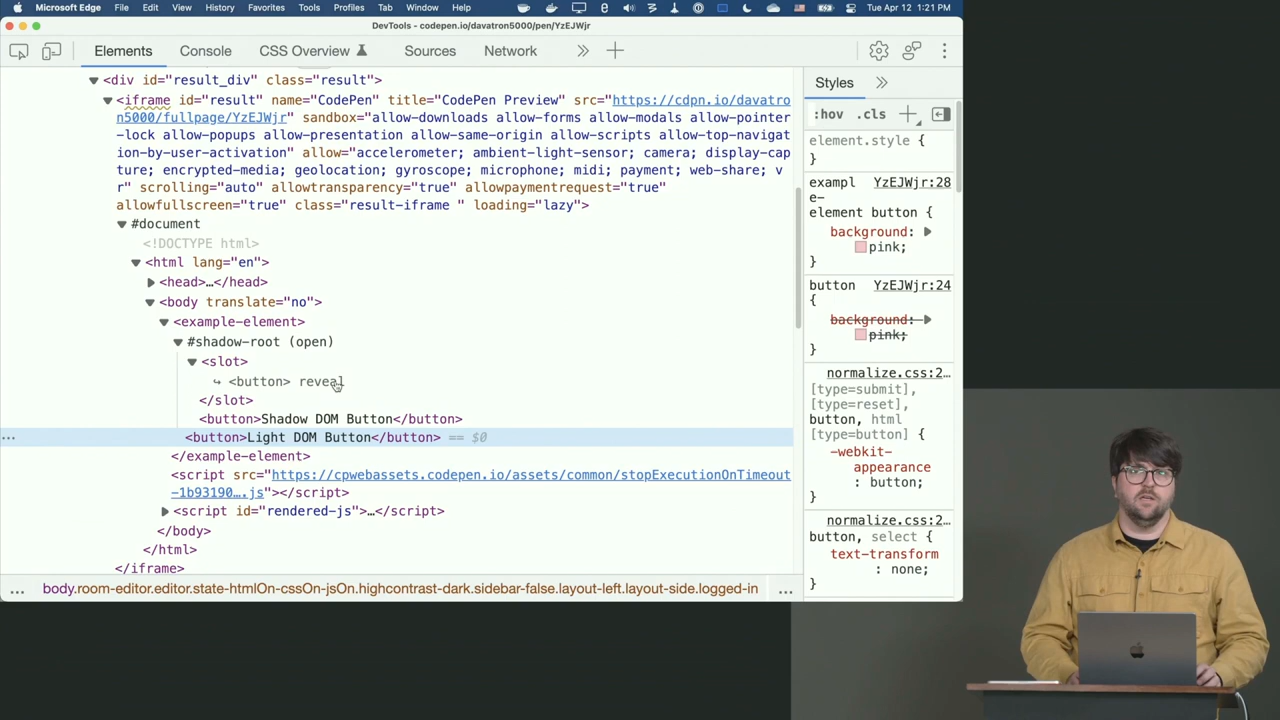 Microsoft Edge File Edit View History Favorites Tools Profiles Tab Window Help Tue Apr 12 1:21 PM
DevTools - codepen.io/davatron5000/pen/YzEJWjr
Elements Console CSS Overview Sources Network
<div id="result_div" class="result">
<iframe id="result" name="CodePen" title="CodePen Preview" src="https://cdpn.io/davatro
n5000/fullpage/YzEJWjr" sandbox="allow-downloads allow-forms allow-modals allow-pointer
-lock allow-popups allow-presentation allow-same-origin allow-scripts allow-top-navigat
ion-by-user-activation" allow="accelerometer; ambient-light-sensor; camera; display-cap
ture; encrypted-media; geolocation; gyroscope; microphone; midi; payment; web-share; v
r" scrolling="auto" allowtransparency="true" allowpaymentrequest="true"
allowfullscreen="true" class="result-iframe " loading="lazy">
#document
<!DOCTYPE html>
<html lang="en">
<head>…</head>
<body translate="no">
<example-element>
#shadow-root (open)
<slot>
↪ <button> reveal
</slot>
<button>Shadow DOM Button</button>
<button>Light DOM Button</button> == $0
</example-element>
<script src="https://cpwebassets.codepen.io/assets/common/stopExecutionOnTimeout
-1b93190….js"></script>
<script id="rendered-js">…</script>
</body>
</html>
</iframe>
… body.room-editor.editor.state-htmlOn-cssOn-jsOn.highcontrast-dark.sidebar-false.layout-left.layout-side.logged-in …
Styles
:hov .cls
element.style {
}
exampl YzEJWjr:28
e-
element button {
background:
pink;
}
button YzEJWjr:24
{
background:
pink;
}
normalize.css:2…
[type=submit],
[type=reset],
button, html
[type=button] {
-webkit-
appearance
: button;
}
normalize.css:2…
button, select {
text-transform
: none;
}